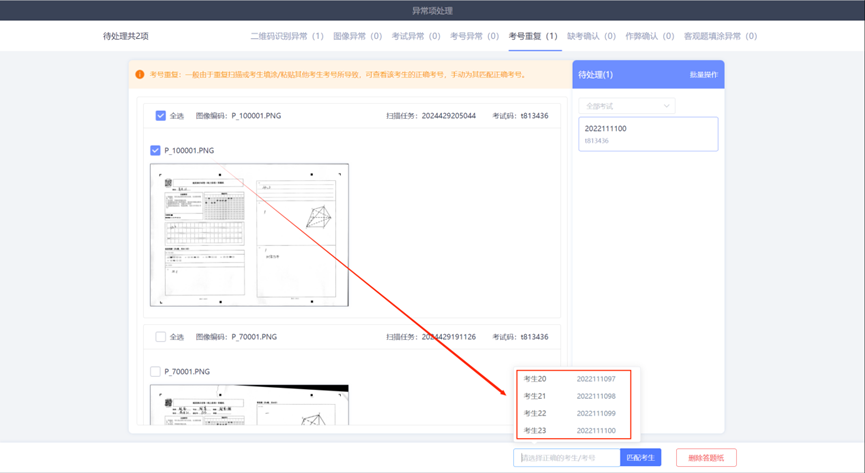 异常项处理
待处理共2项
二维码识别异常（1） 图像异常（0） 考试异常（0） 考号异常（0） 考号重复（1） 缺考确认（0） 作弊确认（0） 客观题填涂异常（0）
考号重复：一般由于重复扫描或考生填涂/粘贴其他考生考号所导致，可查看该考生的正确考号，手动为其匹配正确考号。
待处理(1) 批量操作
全部考试
2022111100
t813436
全选 图像编码：P_100001.PNG 扫描任务：2024429205044 考试码：t813436
P_100001.PNG
全选 图像编码：P_70001.PNG 扫描任务：2024429191126 考试码：t813436
P_70001.PNG
考生20 2022111097
考生21 2022111098
考生22 2022111099
考生23 2022111100
请选择正确的考生/考号 匹配考生 删除答题纸